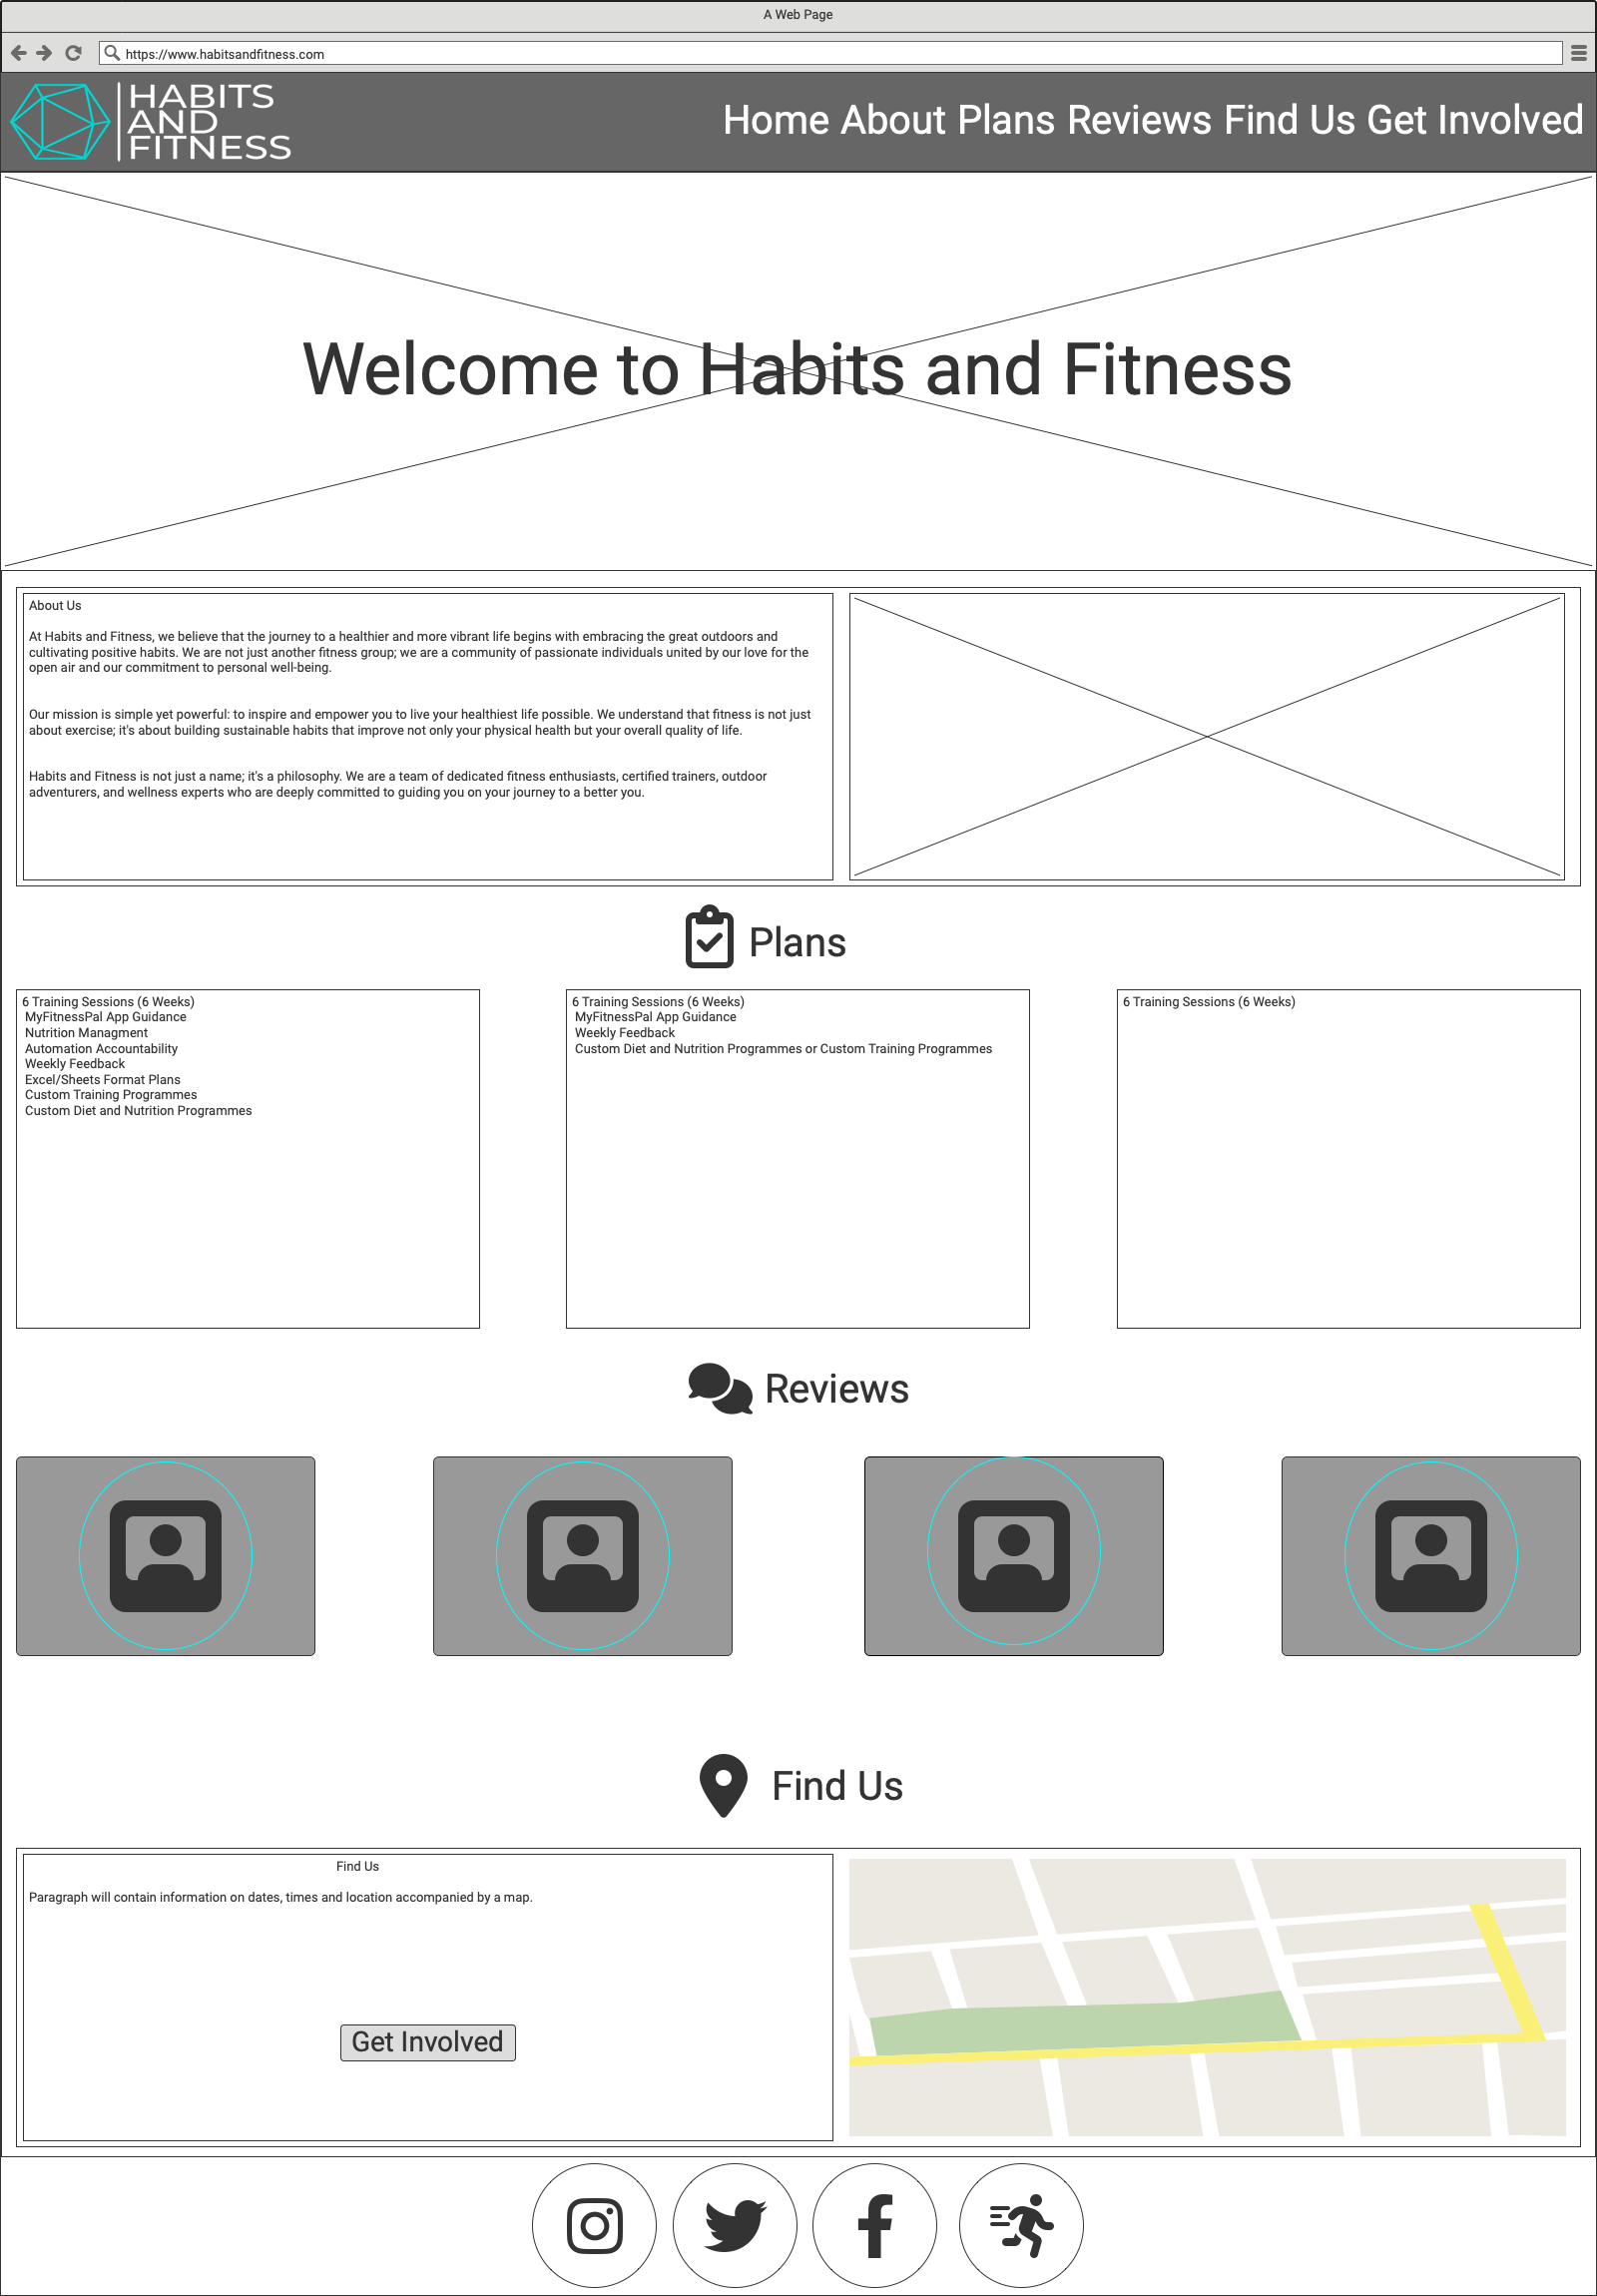 A Web Page
https://www.habitsandfitness.com
HABITS
AND
FITNESS
Home About Plans Reviews Find Us Get Involved
Welcome to Habits and Fitness
About Us
At Habits and Fitness, we believe that the journey to a healthier and more vibrant life begins with embracing the great outdoors and
cultivating positive habits. We are not just another fitness group; we are a community of passionate individuals united by our love for the
open air and our commitment to personal well-being.
Our mission is simple yet powerful: to inspire and empower you to live your healthiest life possible. We understand that fitness is not just
about exercise; it's about building sustainable habits that improve not only your physical health but your overall quality of life.
Habits and Fitness is not just a name; it's a philosophy. We are a team of dedicated fitness enthusiasts, certified trainers, outdoor
adventurers, and wellness experts who are deeply committed to guiding you on your journey to a better you.
Plans
6 Training Sessions (6 Weeks)
MyFitnessPal App Guidance
Nutrition Managment
Automation Accountability
Weekly Feedback
Excel/Sheets Format Plans
Custom Training Programmes
Custom Diet and Nutrition Programmes
6 Training Sessions (6 Weeks)
MyFitnessPal App Guidance
Weekly Feedback
Custom Diet and Nutrition Programmes or Custom Training Programmes
6 Training Sessions (6 Weeks)
Reviews
Find Us
Find Us
Paragraph will contain information on dates, times and location accompanied by a map.
Get Involved